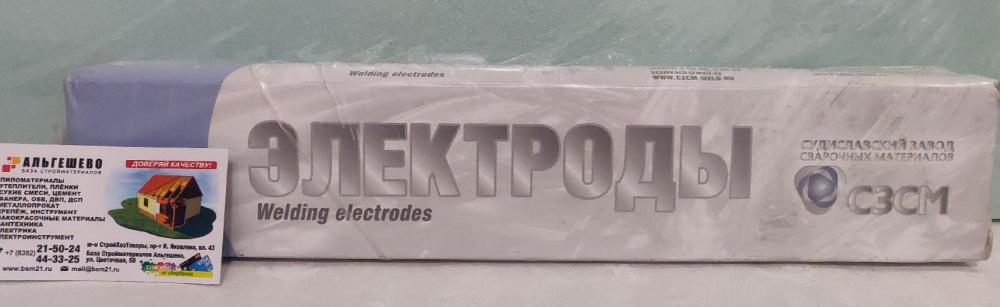 Welding electrodes
WWW.CZCM-WELD.RU
ЭЛЕКТРОДЫ
Welding electrodes
СУДИСЛАВСКИЙ ЗАВОД
СВАРОЧНЫХ МАТЕРИАЛОВ
СЗСМ
АЛЬГЕШЕВО
БАЗА СТРОЙМАТЕРИАЛОВ
ДОВЕРЯЙ КАЧЕСТВУ!
ПИЛОМАТЕРИАЛЫ
УТЕПЛИТЕЛИ, ПЛЁНКИ
СУХИЕ СМЕСИ, ЦЕМЕНТ
ФАНЕРА, OSB, ДВП, ДСП
МЕТАЛЛОПРОКАТ
КРЕПЁЖ, ИНСТРУМЕНТ
ЛАКОКРАСОЧНЫЕ МАТЕРИАЛЫ
САНТЕХНИКА
ЭЛЕКТРИКА
ЭЛЕКТРОИНСТРУМЕНТ
+7 (8352) 21-50-24
44-33-25
м-н СтройХозТовары, пр-т И. Яковлева, вл. 43
База Стройматериалов Альгешево,
ул. Цветочная, 58
www.bsm21.ru mail@bsm21.ru